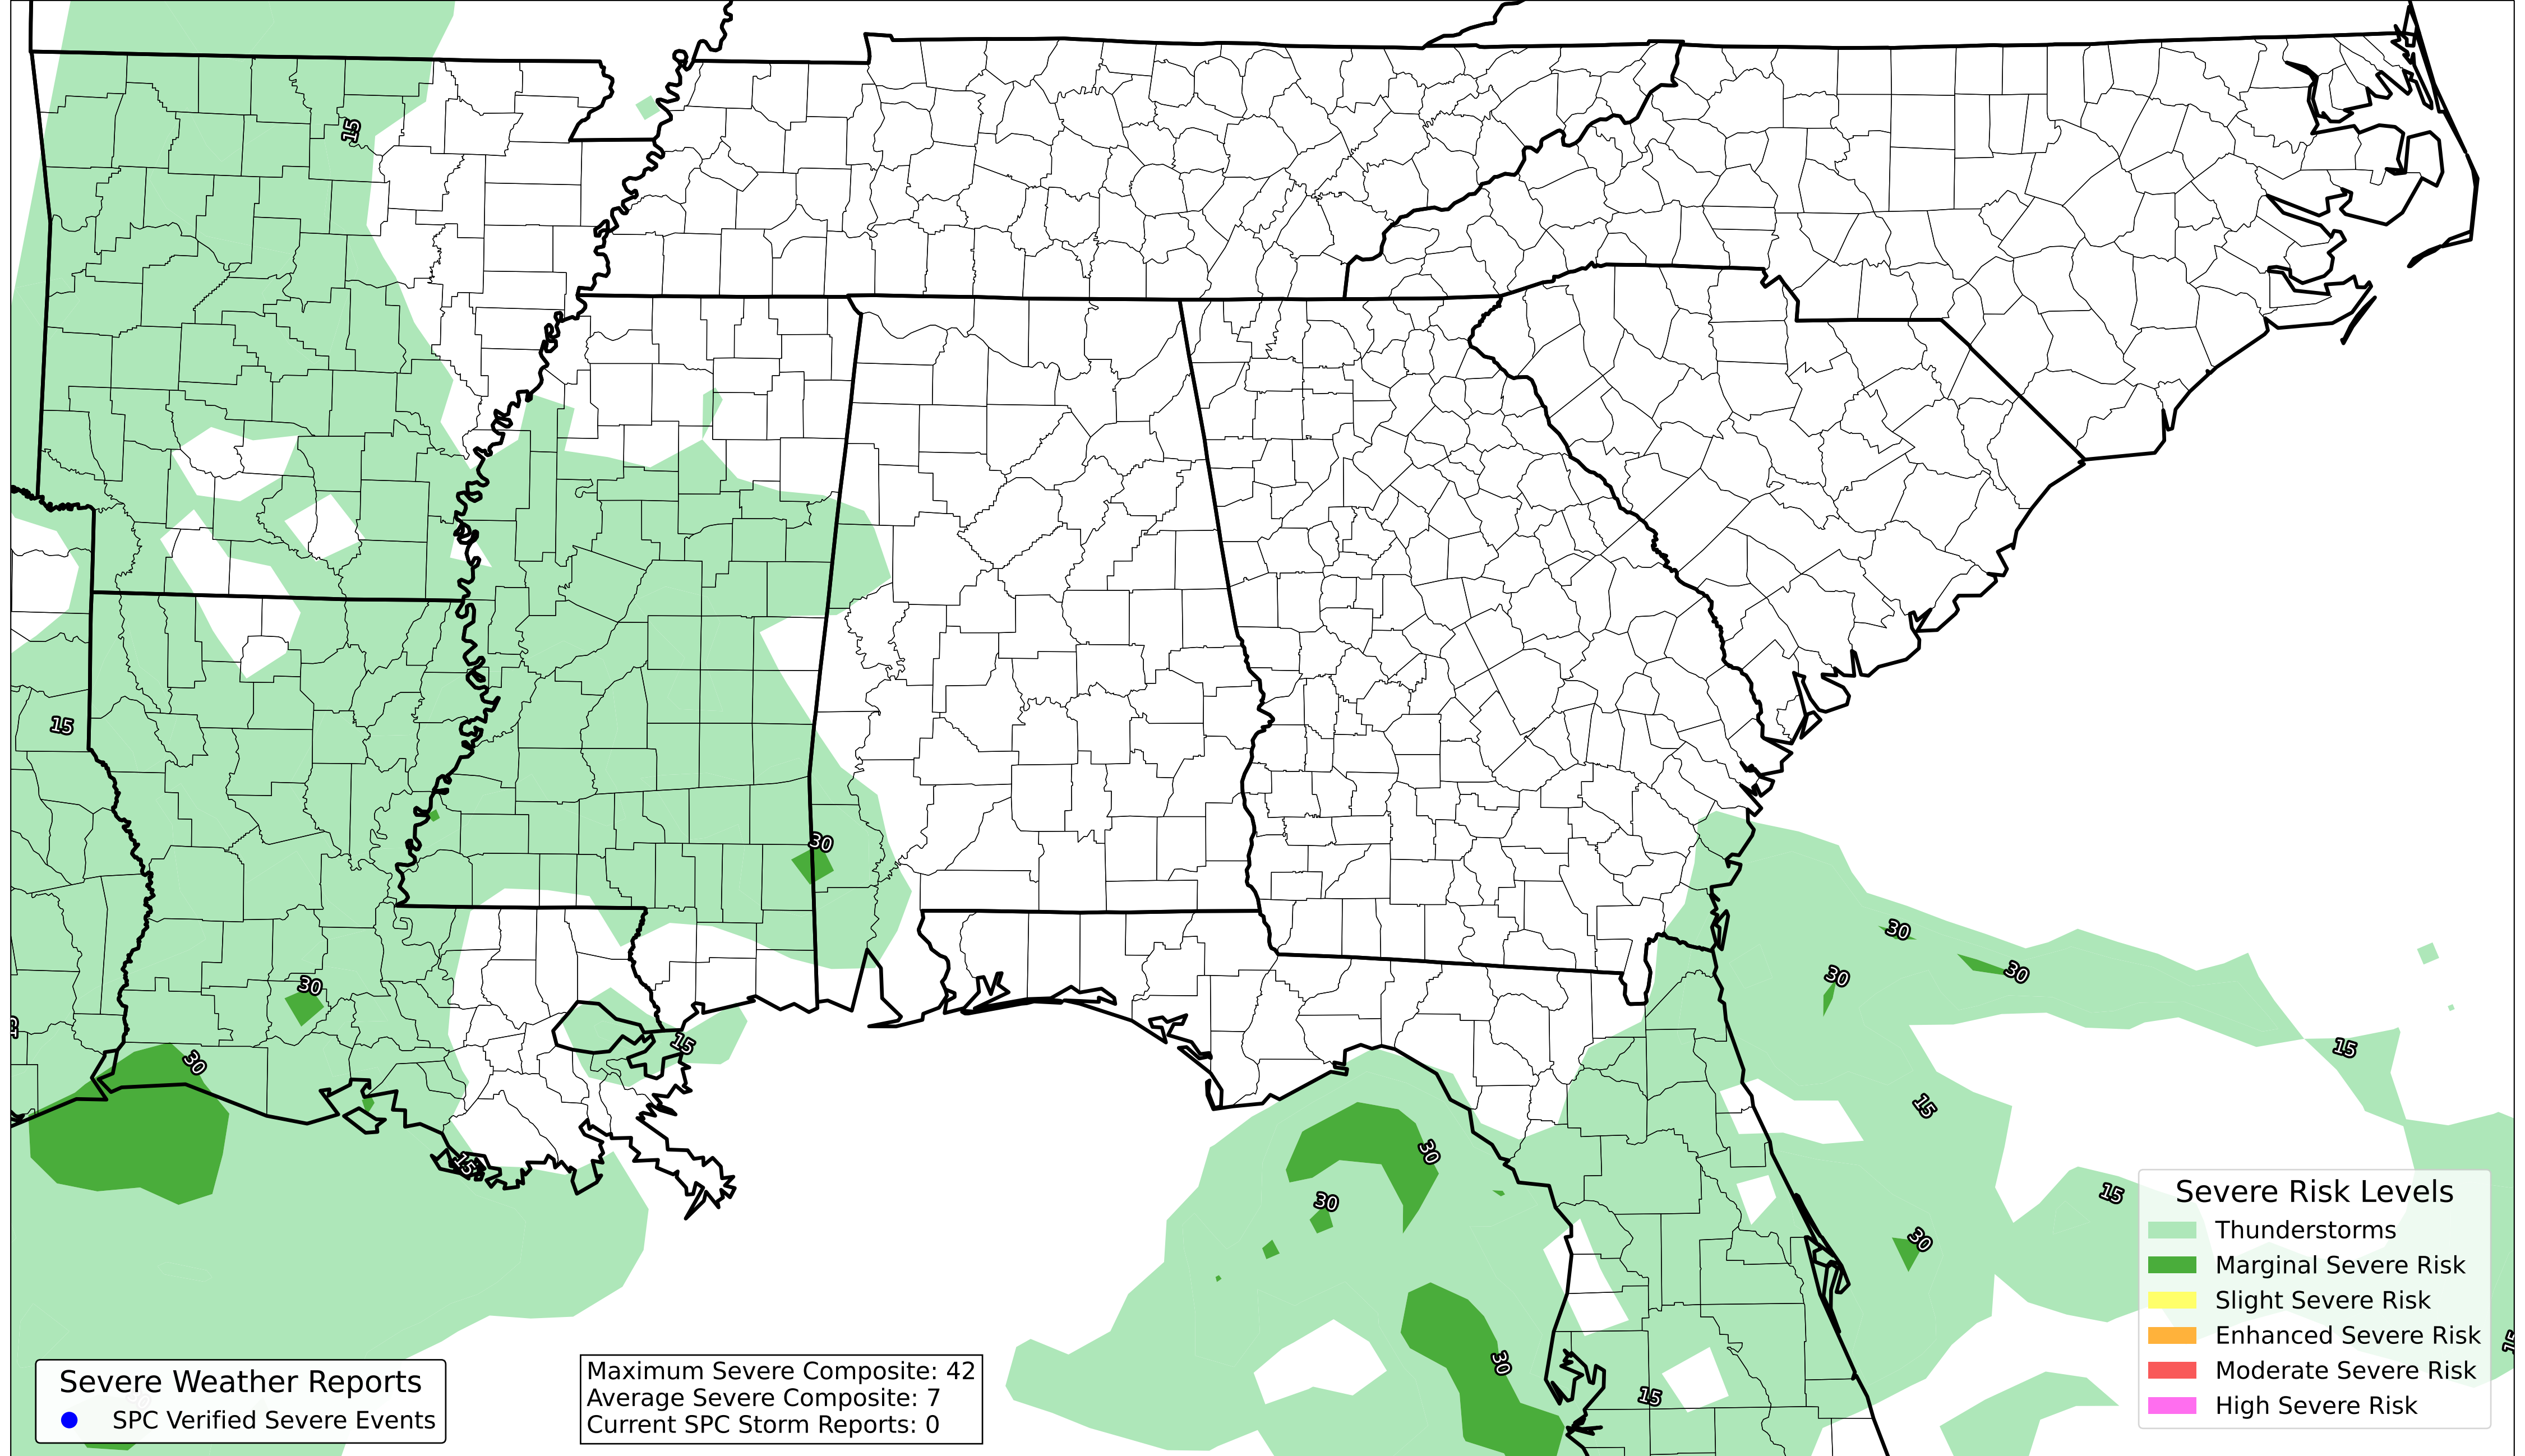 15
15
30
30
30
30
30
30
15
15
15
30
15
30
15
30
30
15
15
Severe Risk Levels
Thunderstorms
Marginal Severe Risk
Slight Severe Risk
Enhanced Severe Risk
Moderate Severe Risk
High Severe Risk
Severe Weather Reports
SPC Verified Severe Events
Maximum Severe Composite: 42
Average Severe Composite: 7
Current SPC Storm Reports: 0